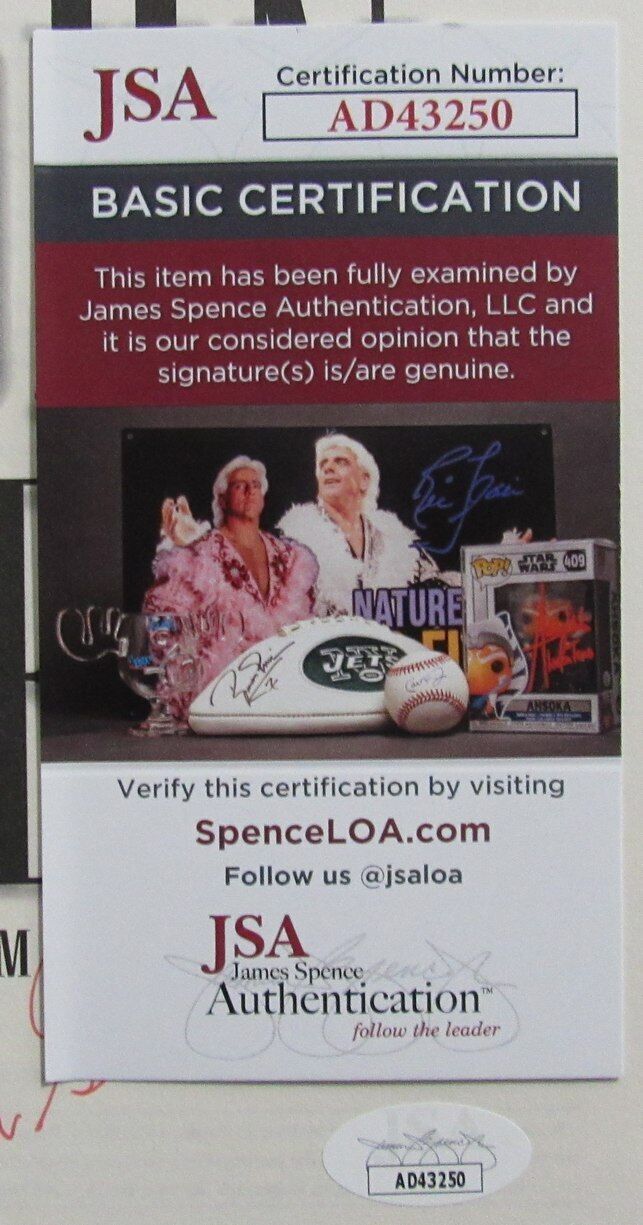 JSA
Certification Number:
AD43250
BASIC CERTIFICATION
This item has been fully examined by
James Spence Authentication, LLC and
it is our considered opinion that the
signature(s) is/are genuine.
POP!
STAR
WARS
409
NATURE
JETS
AHSOKA
Verify this certification by visiting
SpenceLOA.com
Follow us @jsaloa
M
JSA
James Spence
Authentication™
follow the leader
JSA
AD43250